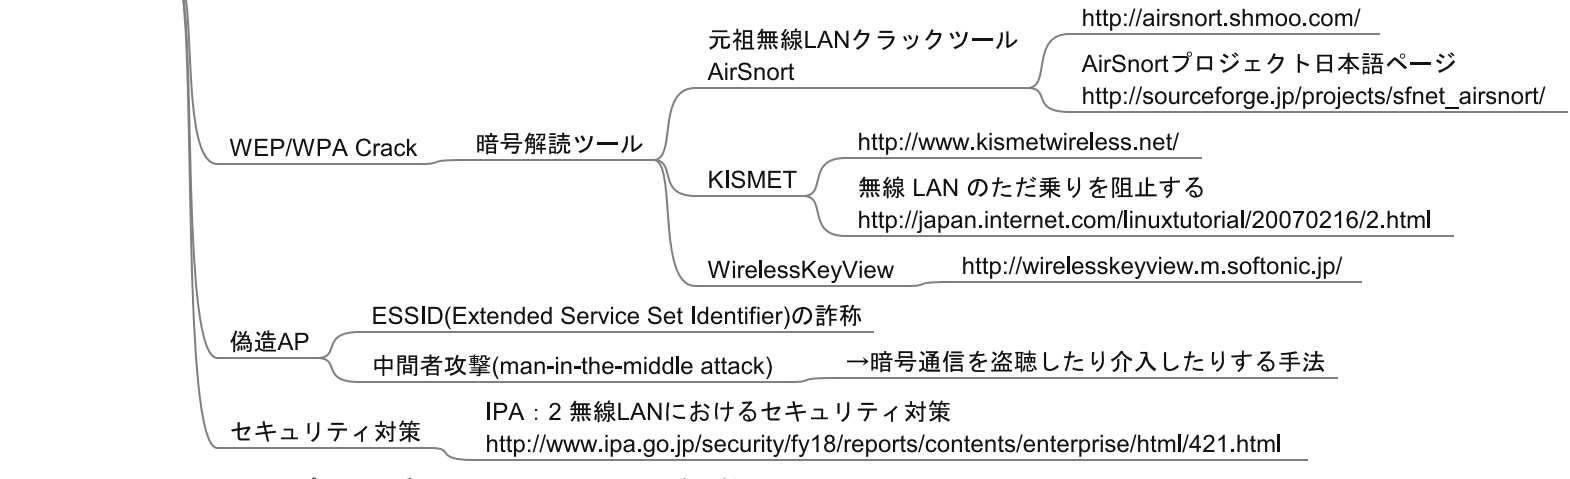 http://airsnort.shmoo.com/
元祖無線LANクラックツール
AirSnort
AirSnortプロジェクト日本語ページ
http://sourceforge.jp/projects/sfnet_airsnort/
WEP/WPA Crack
暗号解読ツール
http://www.kismetwireless.net/
KISMET
無線 LAN のただ乗りを阻止する
http://japan.internet.com/linuxtutorial/20070216/2.html
WirelessKeyView
http://wirelesskeyview.m.softonic.jp/
偽造AP
ESSID(Extended Service Set Identifier)の詐称
中間者攻撃(man-in-the-middle attack)
→暗号通信を盗聴したり介入したりする手法
セキュリティ対策
IPA：2 無線LANにおけるセキュリティ対策
http://www.ipa.go.jp/security/fy18/reports/contents/enterprise/html/421.html